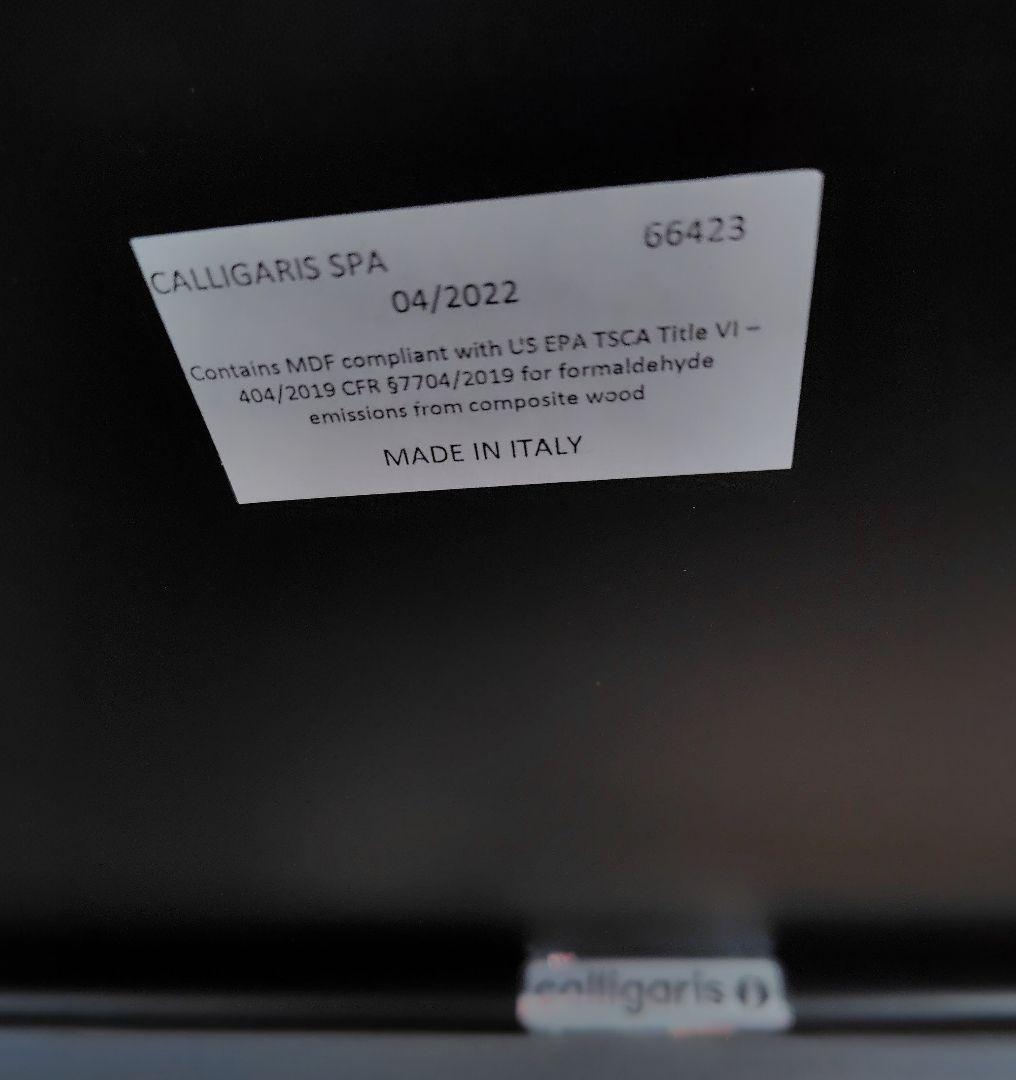 CALLIGARIS SPA 66423
04/2022
Contains MDF compliant with US EPA TSCA Title VI –
404/2019 CFR §7704/2019 for formaldehyde
emissions from composite wood
MADE IN ITALY
calligaris